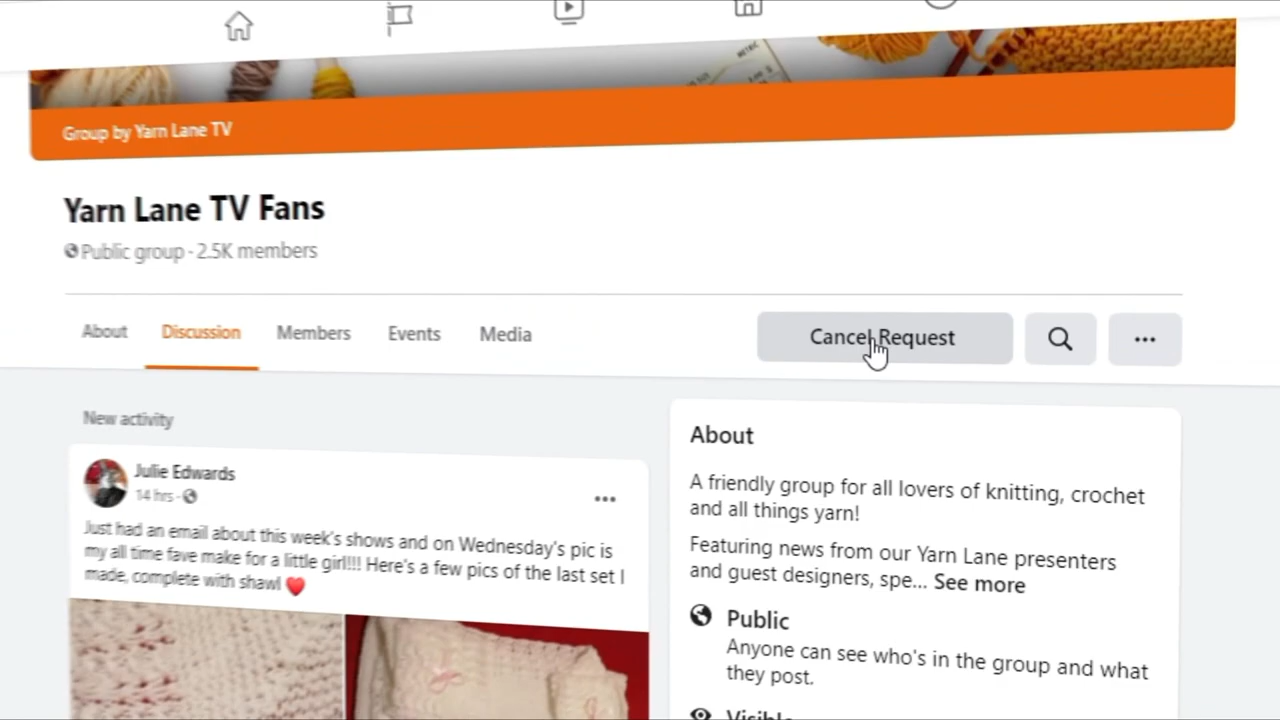 Group by Yarn Lane TV
Yarn Lane TV Fans
Public group · 2.5K members
About
Discussion
Members
Events
Media
Cancel Request
New activity
Julie Edwards
14 hrs ·
Just had an email about this week's shows and on Wednesday's pic is
my all time fave make for a little girl!!! Here's a few pics of the last set I
made, complete with shawl ❤️
About
A friendly group for all lovers of knitting, crochet
and all things yarn!
Featuring news from our Yarn Lane presenters
and guest designers, spe... See more
Public
Anyone can see who's in the group and what
they post.